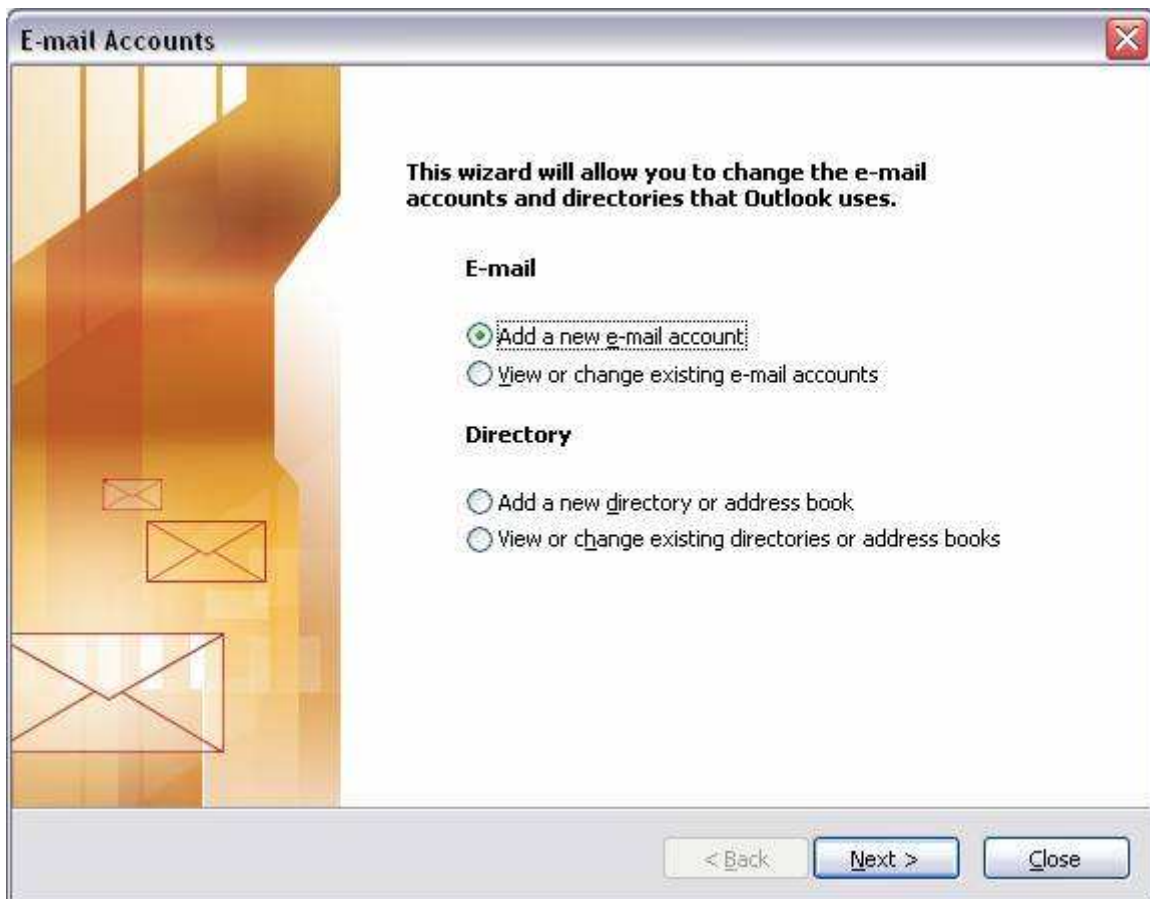 E-mail Accounts
This wizard will allow you to change the e-mail
accounts and directories that Outlook uses.
E-mail
Add a new e-mail account
View or change existing e-mail accounts
Directory
Add a new directory or address book
View or change existing directories or address books
< Back
Next >
Close